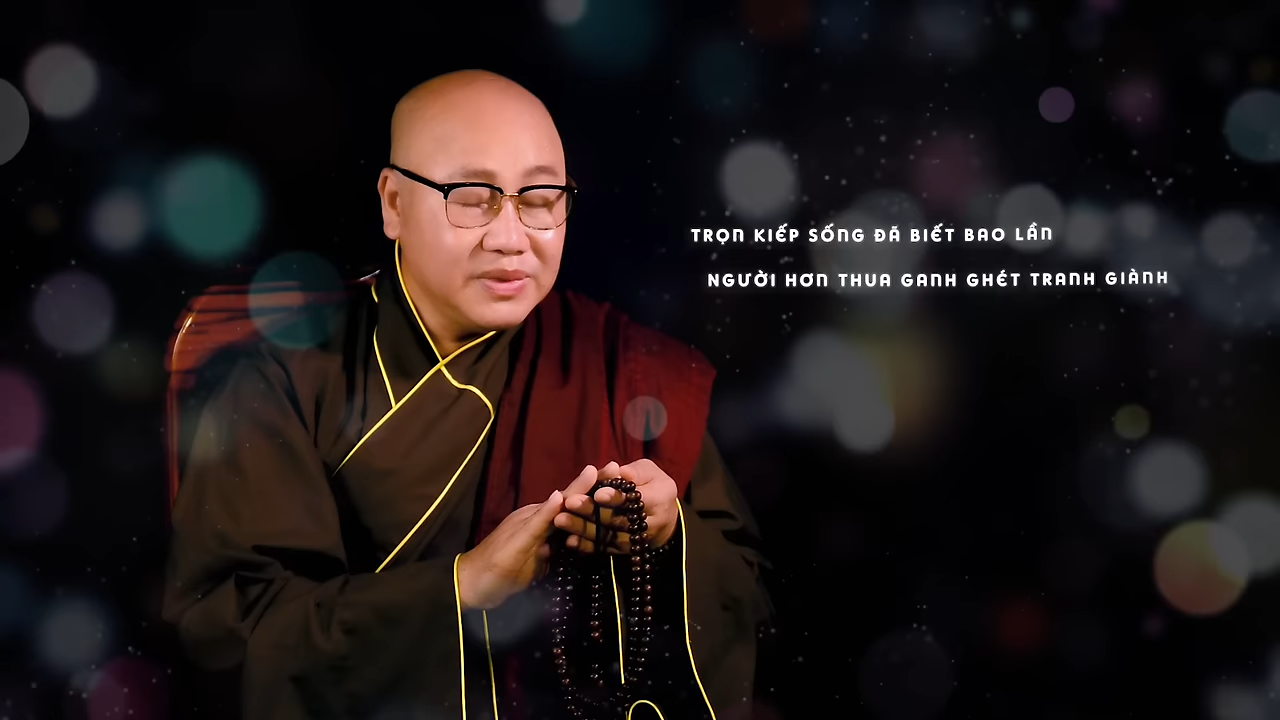 TRỌN KIẾP SỐNG ĐÃ BIẾT BAO LẦN
NGƯỜI HƠN THUA GANH GHÉT TRANH GIÀNH